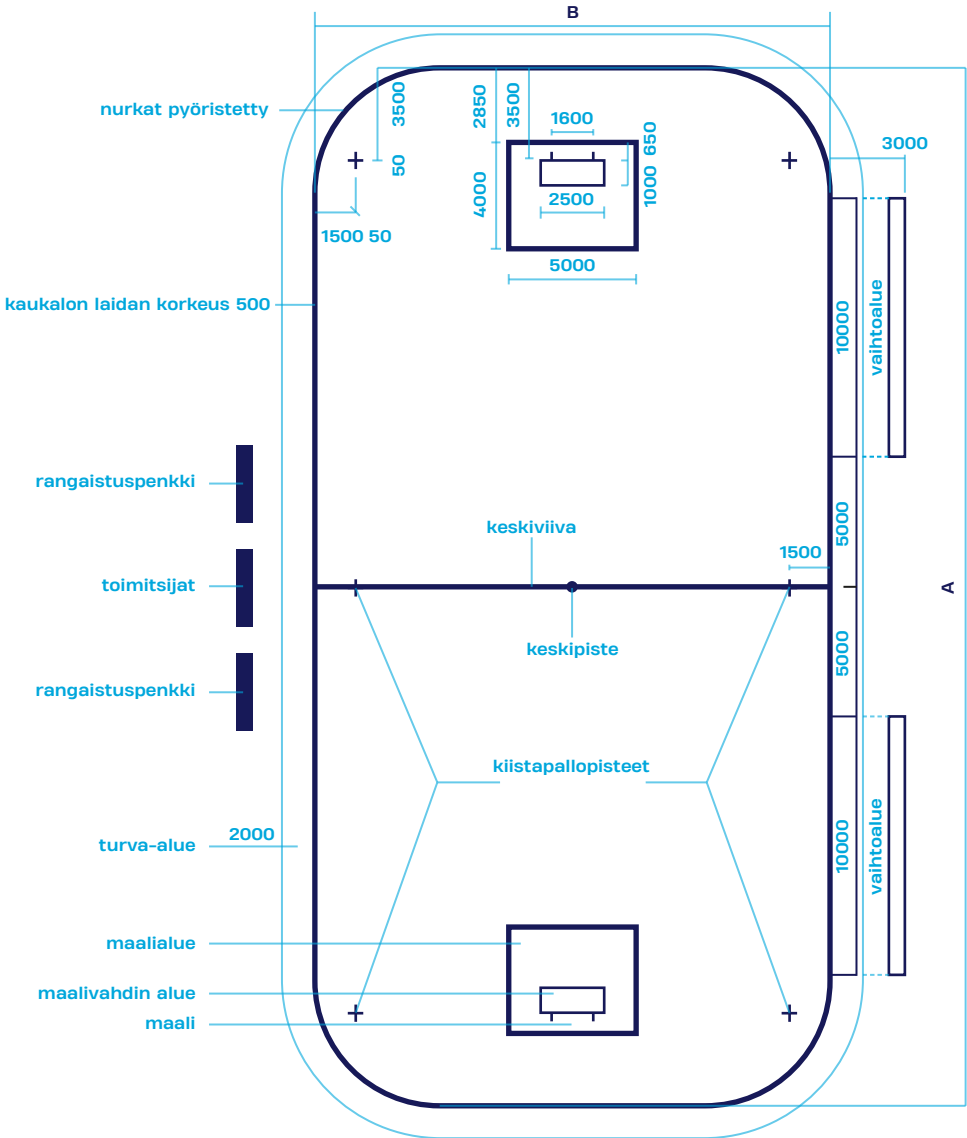 B
nurkat pyöristetty
3500
50
2850
3500
1600
650
3000
4000
2500
1000
1500 50
5000
kaukalon laidan korkeus 500
10000
vaihtoalue
rangaistuspenkki
keskiviiva
5000
1500
toimitsijat
A
keskipiste
5000
rangaistuspenkki
kiistapallopisteet
2000
turva-alue
10000
vaihtoalue
maalialue
maalivahdin alue
maali